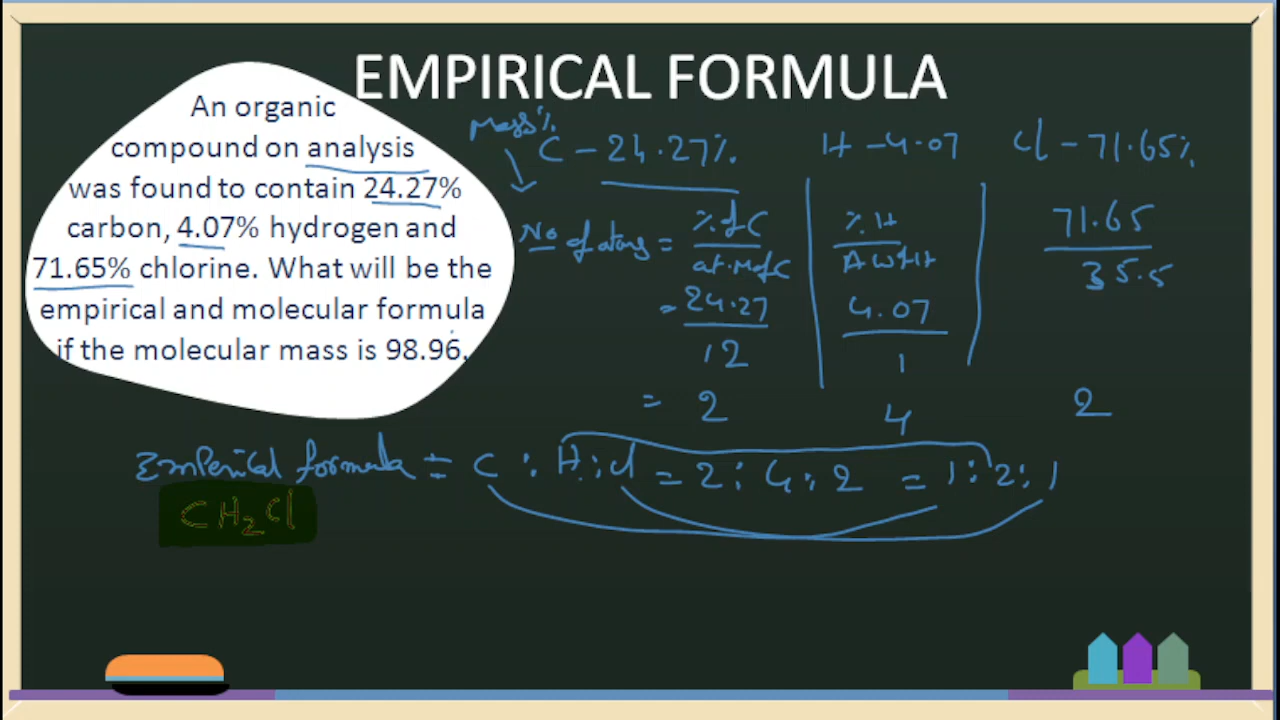 EMPIRICAL FORMULA
An organic
compound on analysis
was found to contain 24.27%
carbon, 4.07% hydrogen and
71.65% chlorine. What will be the
empirical and molecular formula
if the molecular mass is 98.96.
Mass%
C - 24.27% H - 4.07 Cl - 71.65%
No of atoms = % of C / at. M of C % H / A wt H 71.65 / 35.5
= 24.27 / 12 4.07 / 1
= 2 4 2
Emperical formula = C : H : Cl = 2 : 4 : 2 = 1 : 2 : 1
CH₂Cl